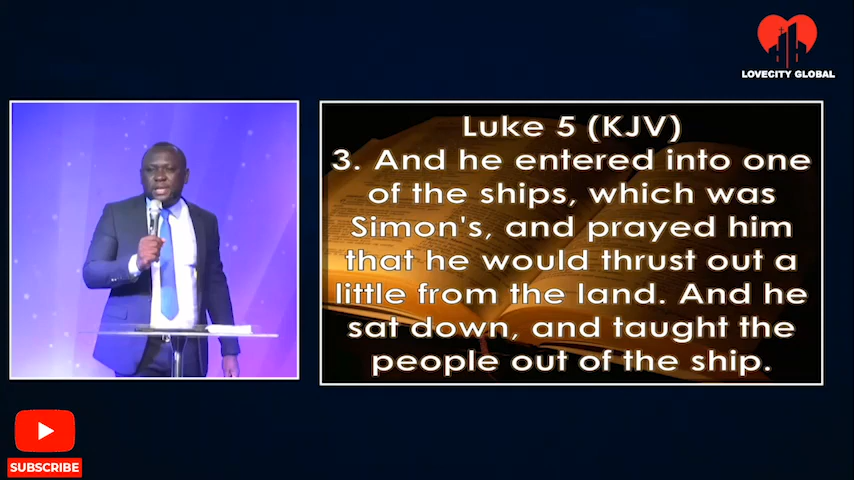 LOVECITY GLOBAL
Luke 5 (KJV)
3. And he entered into one
of the ships, which was
Simon's, and prayed him
that he would thrust out a
little from the land. And he
sat down, and taught the
people out of the ship.
SUBSCRIBE